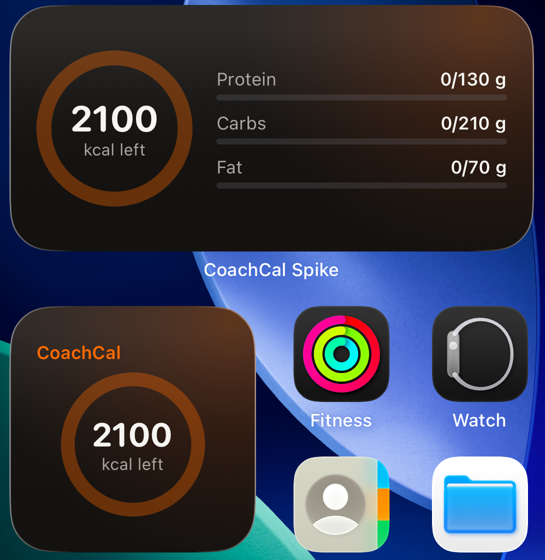 2100
kcal left
Protein 0/130 g
Carbs 0/210 g
Fat 0/70 g
CoachCal Spike
CoachCal
2100
kcal left
Fitness
Watch